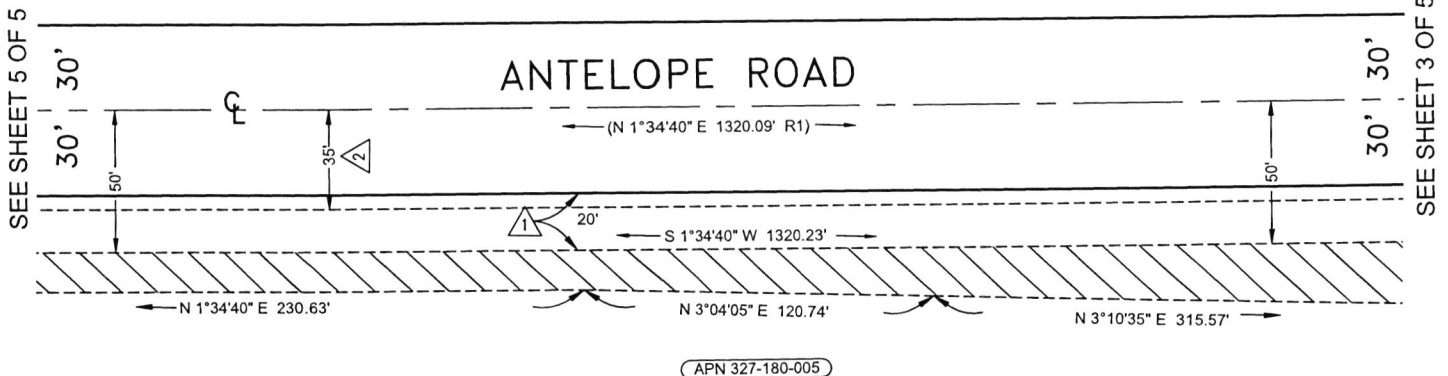 SEE SHEET 5 OF 5
30'
30'
ANTELOPE ROAD
CL
(N 1°34'40" E 1320.09' R1)
30'
30'
SEE SHEET 3 OF 5
50'
35'
2
50'
1
20'
S 1°34'40" W 1320.23'
N 1°34'40" E 230.63'
N 3°04'05" E 120.74'
N 3°10'35" E 315.57'
APN 327-180-005